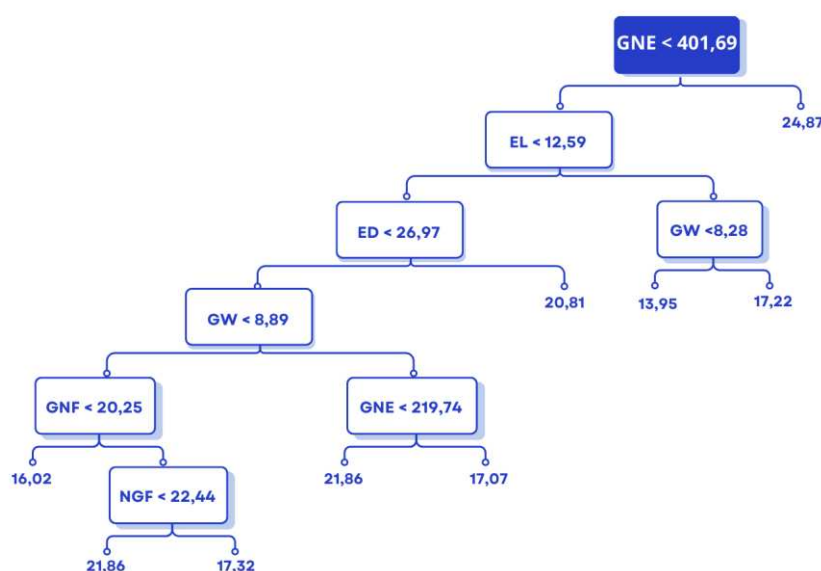 GNE < 401,69
24,87
EL < 12,59
ED < 26,97
GW <8,28
20,81
13,95
17,22
GW < 8,89
GNF < 20,25
GNE < 219,74
16,02
21,86
17,07
NGF < 22,44
21,86
17,32